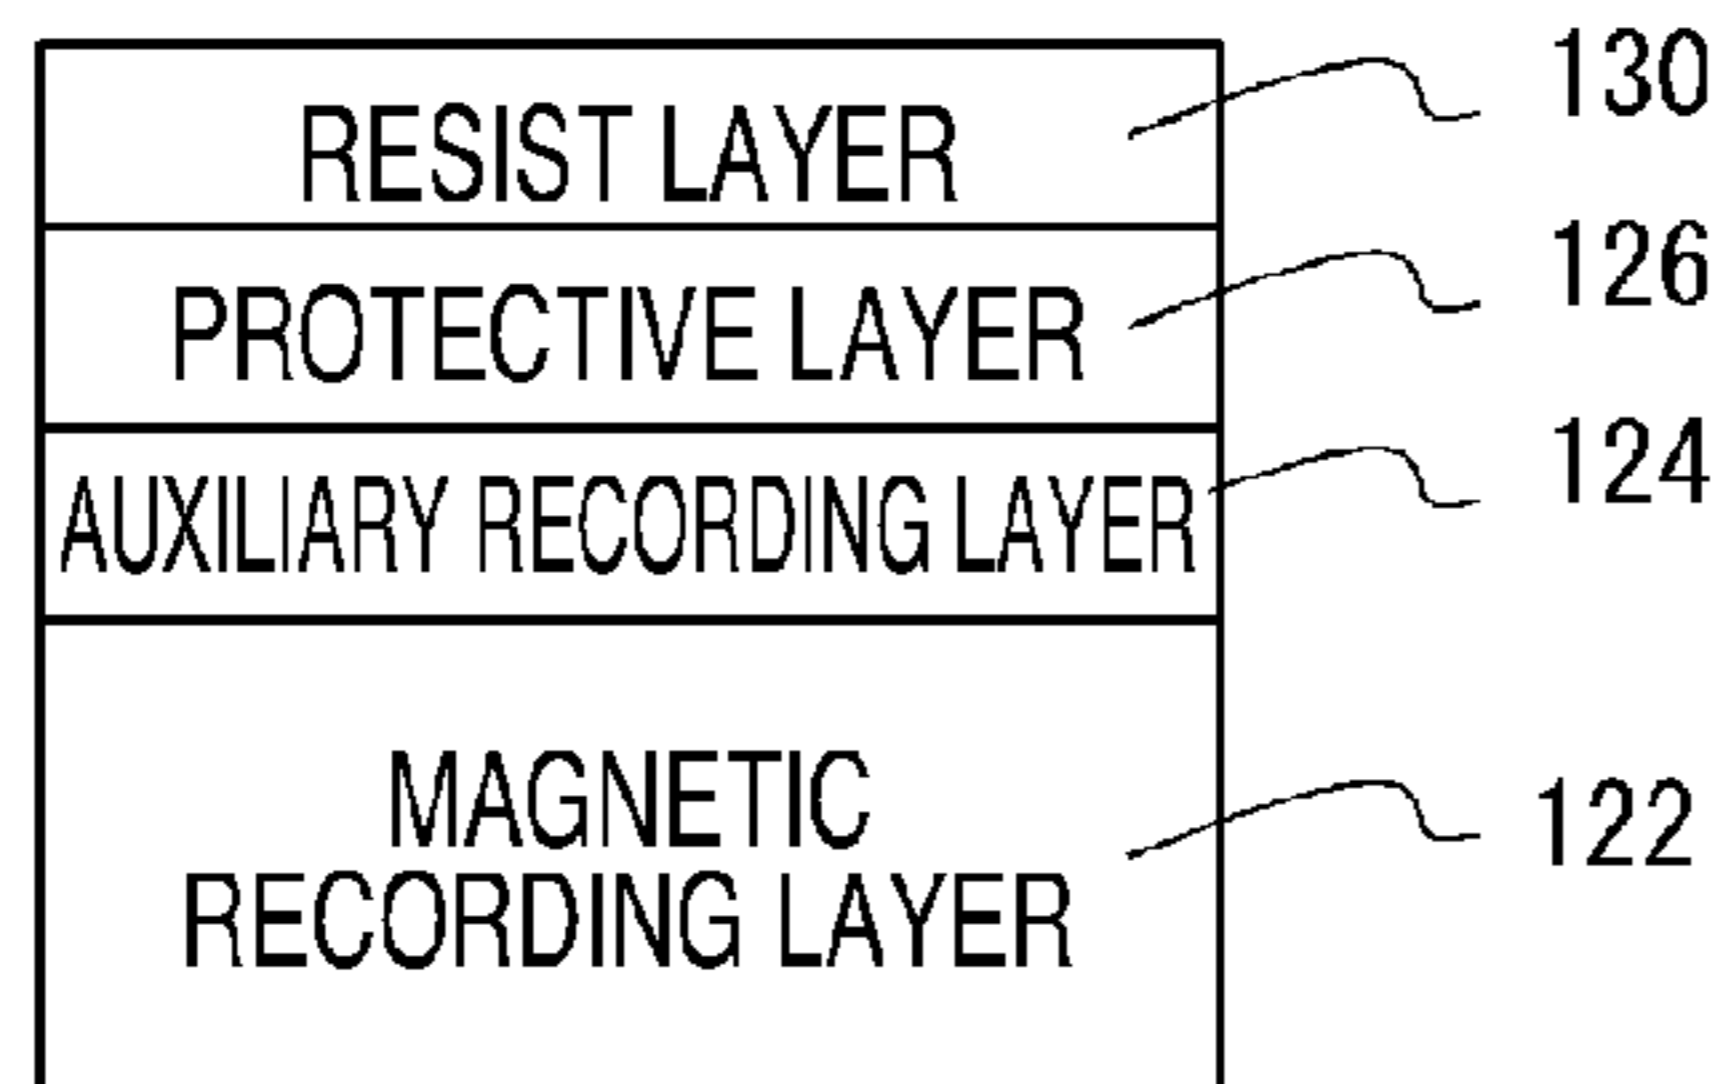 RESIST LAYER 130
PROTECTIVE LAYER 126
AUXILIARY RECORDING LAYER 124
MAGNETIC
RECORDING LAYER 122